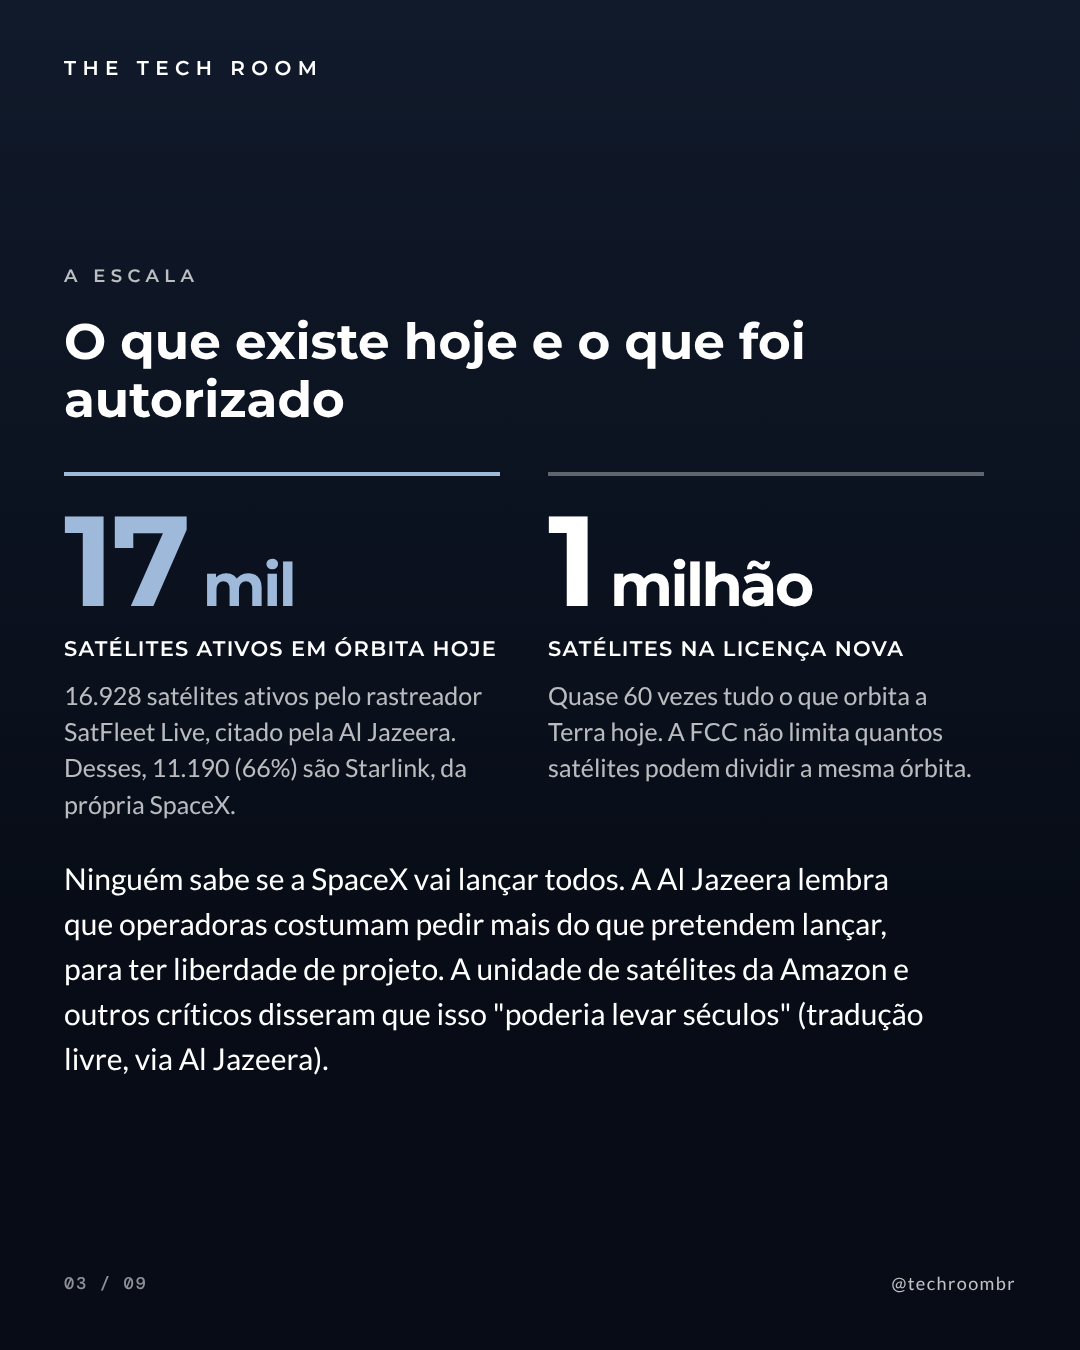 THE TECH ROOM
A ESCALA
O que existe hoje e o que foi
autorizado
17 mil
SATÉLITES ATIVOS EM ÓRBITA HOJE
16.928 satélites ativos pelo rastreador
SatFleet Live, citado pela Al Jazeera.
Desses, 11.190 (66%) são Starlink, da
própria SpaceX.
1 milhão
SATÉLITES NA LICENÇA NOVA
Quase 60 vezes tudo o que orbita a
Terra hoje. A FCC não limita quantos
satélites podem dividir a mesma órbita.
Ninguém sabe se a SpaceX vai lançar todos. A Al Jazeera lembra
que operadoras costumam pedir mais do que pretendem lançar,
para ter liberdade de projeto. A unidade de satélites da Amazon e
outros críticos disseram que isso "poderia levar séculos" (tradução
livre, via Al Jazeera).
03 / 09
@techroombr